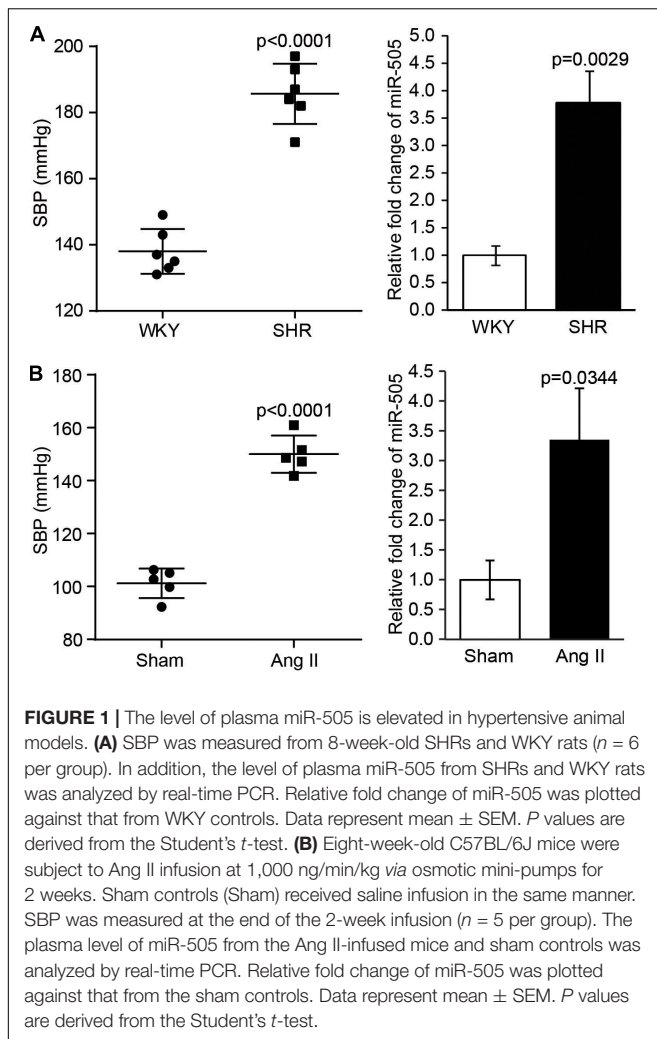 A
200
180
160
140
120
SBP (mmHg)
p<0.0001
WKY
SHR
5.0
4.5
4.0
3.5
3.0
2.5
2.0
1.5
1.0
0.5
0.0
Relative fold change of miR-505
p=0.0029
WKY
SHR
B
180
160
140
120
100
80
SBP (mmHg)
p<0.0001
Sham
Ang II
4.5
4.0
3.5
3.0
2.5
2.0
1.5
1.0
0.5
0.0
Relative fold change of miR-505
p=0.0344
Sham
Ang II
FIGURE 1 | The level of plasma miR-505 is elevated in hypertensive animal
models. (A) SBP was measured from 8-week-old SHRs and WKY rats (n = 6
per group). In addition, the level of plasma miR-505 from SHRs and WKY rats
was analyzed by real-time PCR. Relative fold change of miR-505 was plotted
against that from WKY controls. Data represent mean ± SEM. P values are
derived from the Student's t-test. (B) Eight-week-old C57BL/6J mice were
subject to Ang II infusion at 1,000 ng/min/kg via osmotic mini-pumps for
2 weeks. Sham controls (Sham) received saline infusion in the same manner.
SBP was measured at the end of the 2-week infusion (n = 5 per group). The
plasma level of miR-505 from the Ang II-infused mice and sham controls was
analyzed by real-time PCR. Relative fold change of miR-505 was plotted
against that from the sham controls. Data represent mean ± SEM. P values
are derived from the Student's t-test.